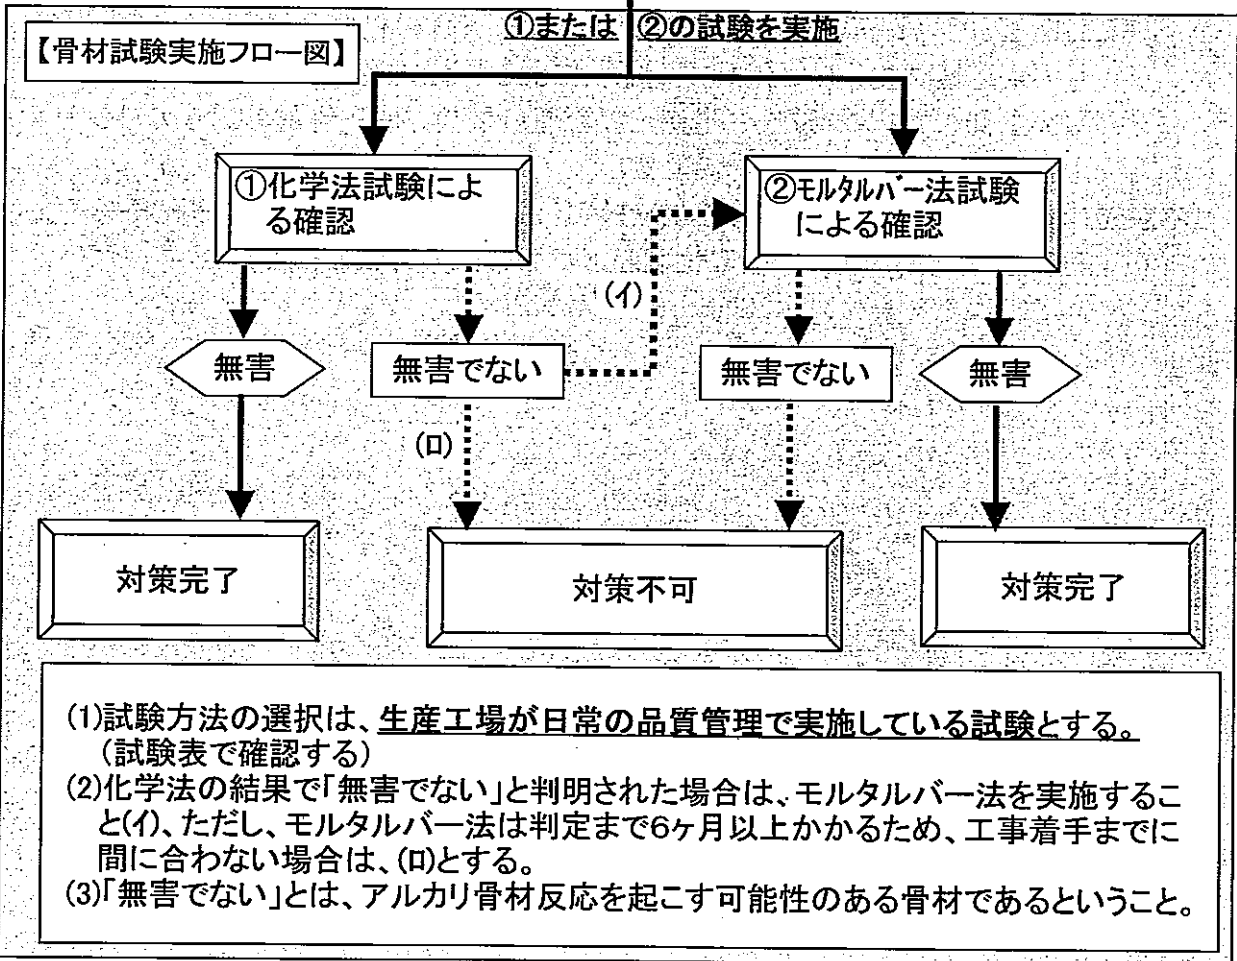 ①または②の試験を実施
【骨材試験実施フロー図】
①化学法試験によ
る確認
②モルタルバー法試験
による確認
(イ)
無害
無害でない
無害でない
無害
(ロ)
対策完了
対策不可
対策完了
(1)試験方法の選択は、生産工場が日常の品質管理で実施している試験とする。
(試験表で確認する)
(2)化学法の結果で「無害でない」と判明された場合は、モルタルバー法を実施するこ
と(イ)、ただし、モルタルバー法は判定まで6ヶ月以上かかるため、工事着手までに
間に合わない場合は、(ロ)とする。
(3)「無害でない」とは、アルカリ骨材反応を起こす可能性のある骨材であるということ。